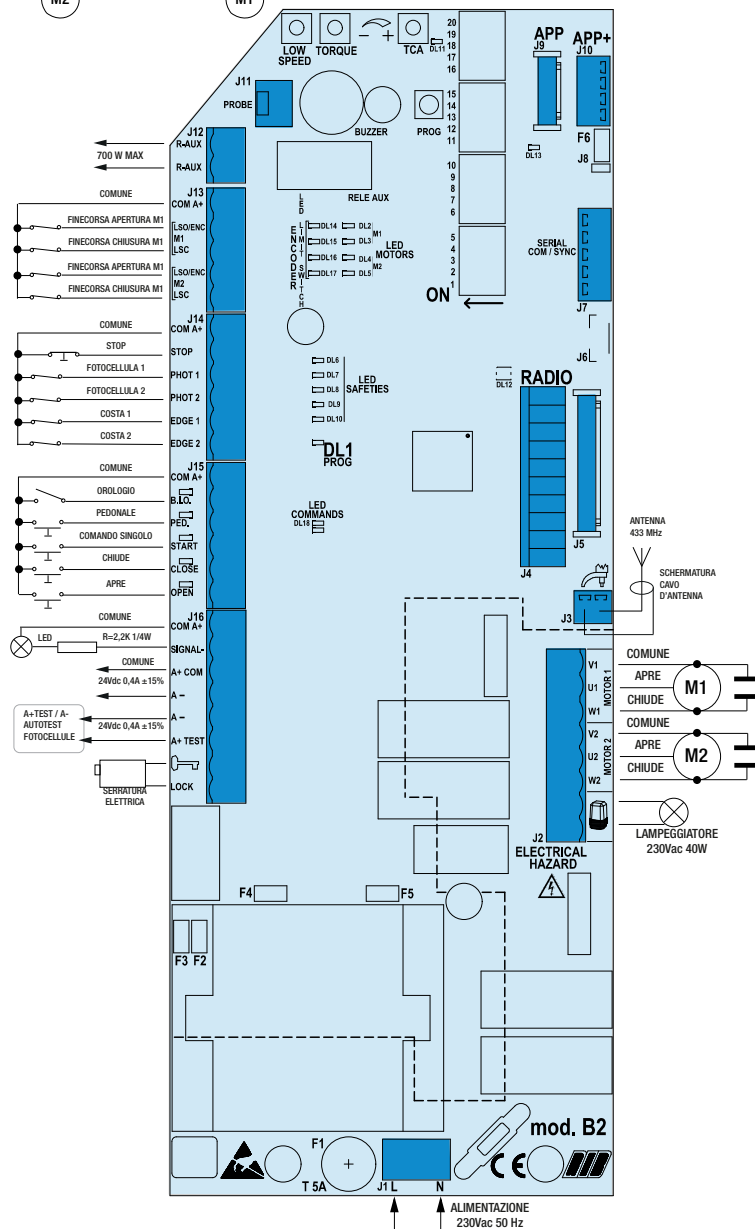 M2
M1
LOW SPEED
TORQUE
− +
TCA
DL11
20
19
18
17
16
APP
J9
APP+
J10
J11
PROBE
BUZZER
PROG
15
14
13
12
11
DL13
F6
J8
J12
R-AUX
700 W MAX
R-AUX
RELE AUX
10
9
8
7
6
COMUNE
J13
COM A+
FINECORSA APERTURA M1
LSO/ENC
M1
FINECORSA CHIUSURA M1
LSC
FINECORSA APERTURA M1
LSO/ENC
M2
FINECORSA CHIUSURA M1
LSC
LED
LIMIT SWITCH
ENCODER
DL14
DL2
M1
DL15
DL3
DL16
DL4
M2
DL17
DL5
LED MOTORS
5
4
3
2
1
ON
SERIAL
COM / SYNC
J7
J6
COMUNE
J14
COM A+
STOP
STOP
FOTOCELLULA 1
PHOT 1
FOTOCELLULA 2
PHOT 2
COSTA 1
EDGE 1
COSTA 2
EDGE 2
DL6
DL7
DL8
DL9
DL10
LED SAFETIES
DL1
PROG
DL12
RADIO
J4
J5
COMUNE
J15
COM A+
OROLOGIO
B.I.O.
PEDONALE
PED.
COMANDO SINGOLO
START
CHIUDE
CLOSE
APRE
OPEN
LED
COMMANDS
DL18
ANTENNA
433 MHz
SCHERMATURA
CAVO
D'ANTENNA
J3
COMUNE
J16
COM A+
LED
R=2,2K 1/4W
SIGNAL-
COMUNE
A+ COM
24Vdc 0,4A ±15%
A −
A −
A+TEST / A-
AUTOTEST
FOTOCELLULE
24Vdc 0,4A ±15%
A+ TEST
SERRATURA
ELETTRICA
LOCK
COMUNE
V1
APRE
U1
MOTOR 1
M1
CHIUDE
W1
COMUNE
V2
APRE
U2
MOTOR 2
M2
CHIUDE
W2
J2
LAMPEGGIATORE
230Vac 40W
ELECTRICAL
HAZARD
F4
F5
F3
F2
mod. B2
F1
T 5A
J1
L
N
CE
ALIMENTAZIONE
230Vac 50 Hz